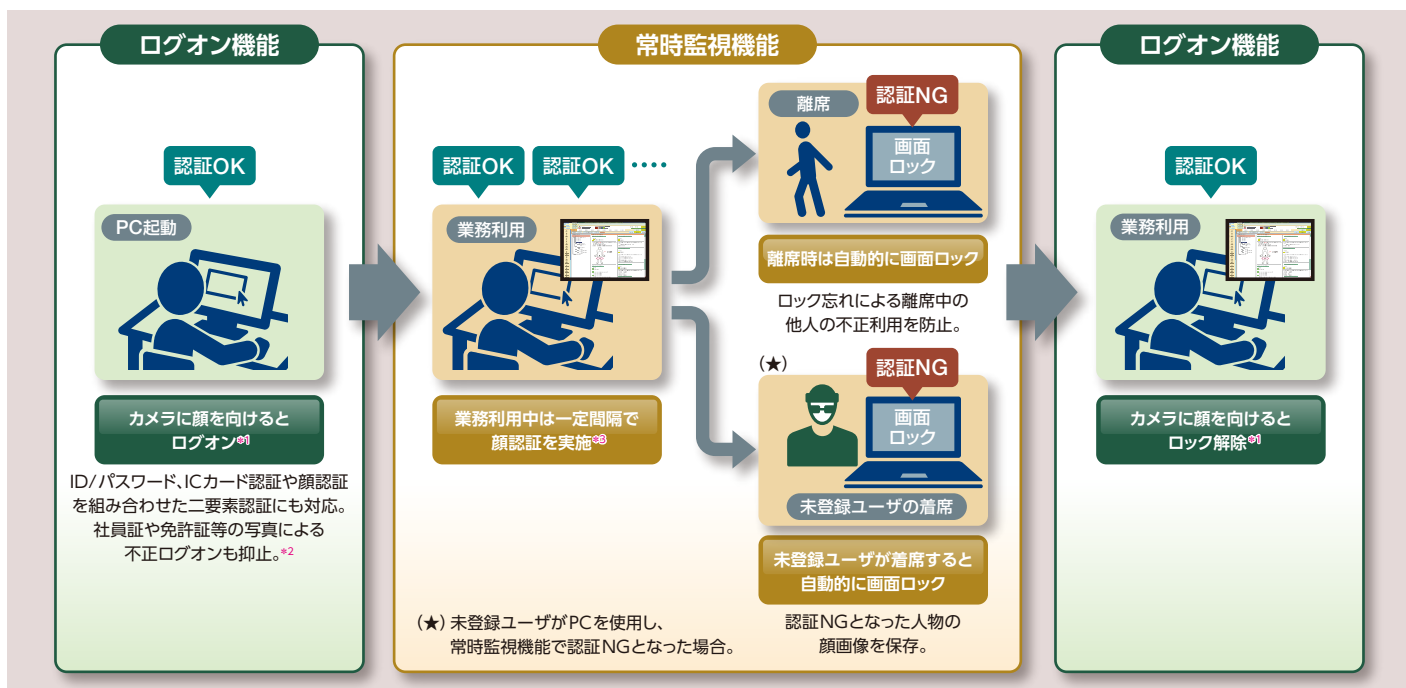 ログオン機能
認証OK
PC起動
カメラに顔を向けると
ログオン*1
ID/パスワード、ICカード認証や顔認証
を組み合わせた二要素認証にも対応。
社員証や免許証等の写真による
不正ログオンも抑止。*2
常時監視機能
認証OK 認証OK ････
業務利用
業務利用中は一定間隔で
顔認証を実施*3
離席
認証NG
画面
ロック
離席時は自動的に画面ロック
ロック忘れによる離席中の
他人の不正利用を防止。
(★)
認証NG
画面
ロック
未登録ユーザの着席
未登録ユーザが着席すると
自動的に画面ロック
認証NGとなった人物の
顔画像を保存。
(★) 未登録ユーザがPCを使用し、
常時監視機能で認証NGとなった場合。
ログオン機能
認証OK
業務利用
カメラに顔を向けると
ロック解除*1